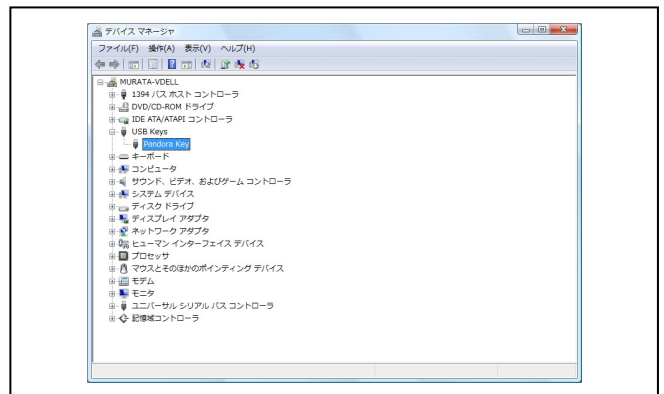 デバイス マネージャ
ファイル(F) 操作(A) 表示(V) ヘルプ(H)
MURATA-VDELL
1394 バス ホスト コントローラ
DVD/CD-ROM ドライブ
IDE ATA/ATAPI コントローラ
USB Keys
Pandora Key
キーボード
コンピュータ
サウンド、ビデオ、およびゲーム コントローラ
システム デバイス
ディスク ドライブ
ディスプレイ アダプタ
ネットワーク アダプタ
ヒューマン インターフェイス デバイス
プロセッサ
マウスとそのほかのポインティング デバイス
モデム
モニタ
ユニバーサル シリアル バス コントローラ
記憶域コントローラ